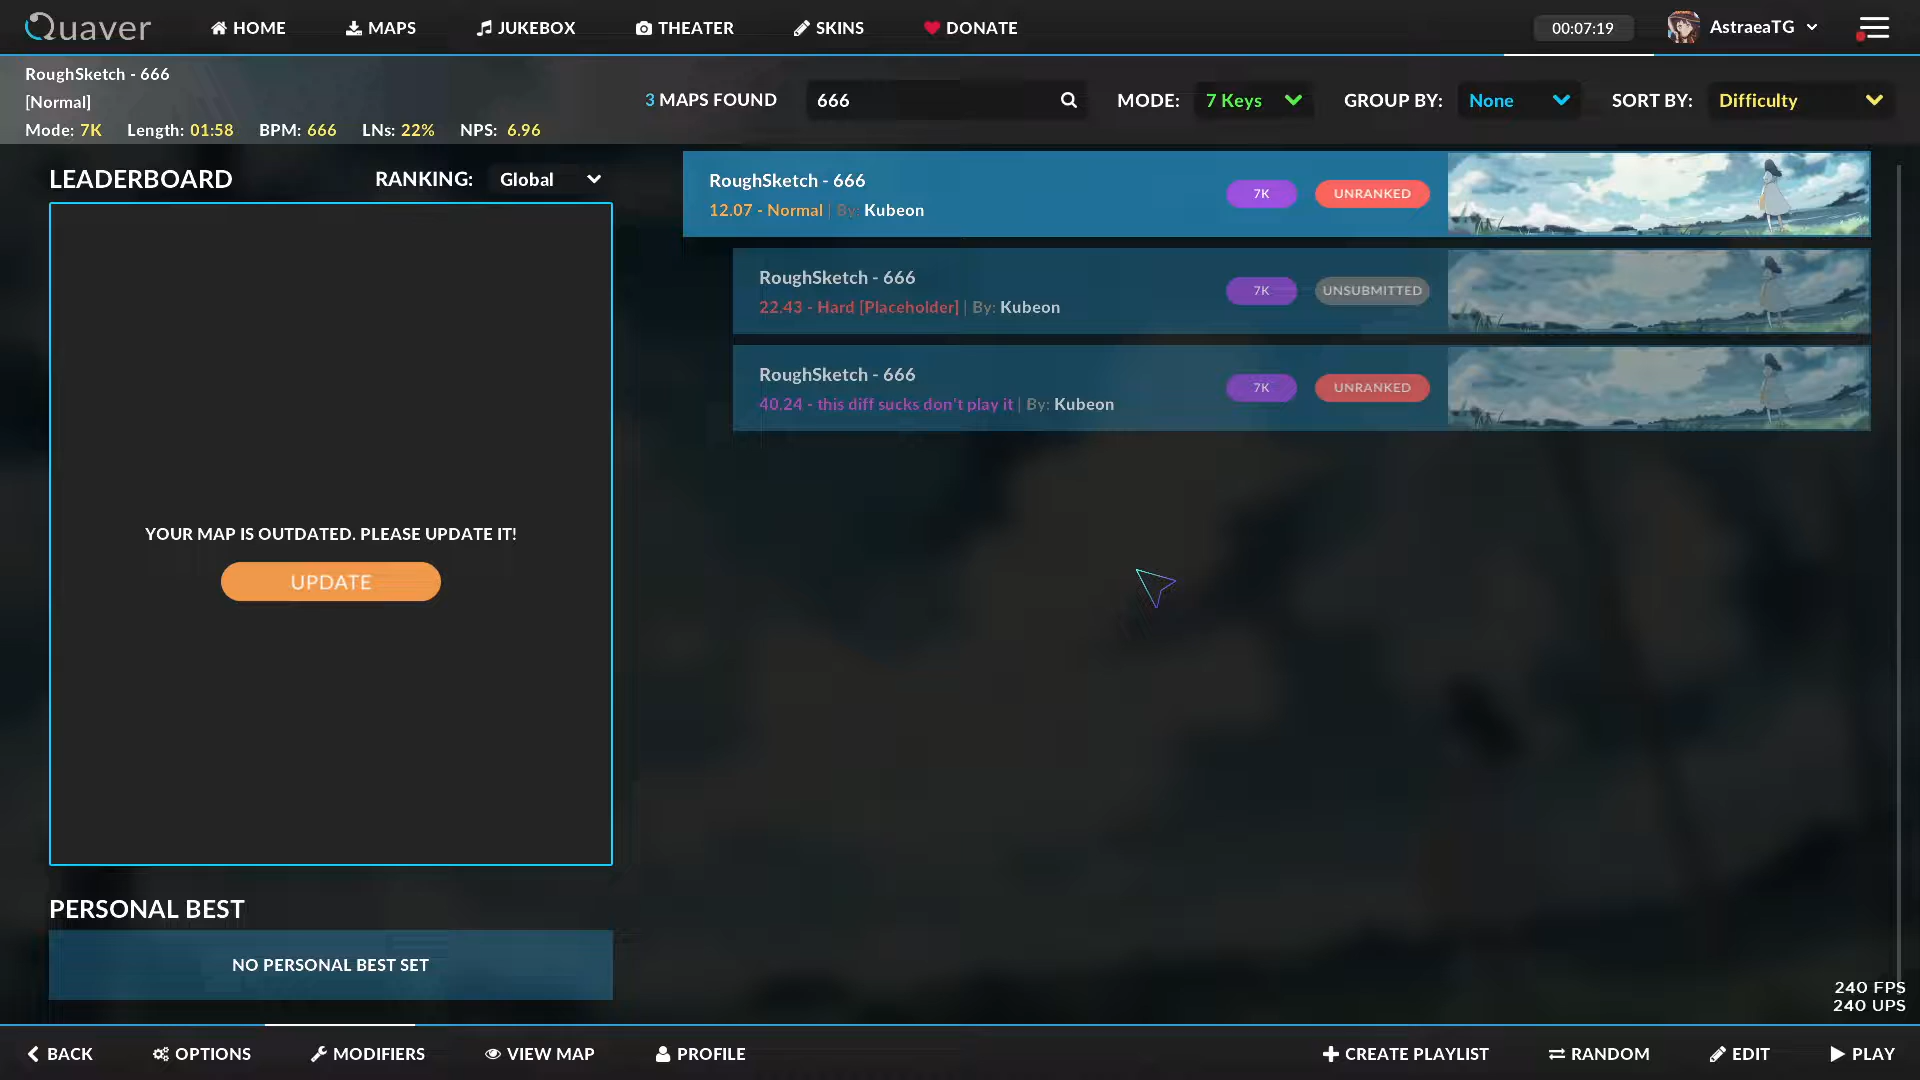 Quaver HOME MAPS JUKEBOX THEATER SKINS DONATE 00:07:19 AstraeaTG
RoughSketch - 666
[Normal]
Mode: 7K Length: 01:58 BPM: 666 LNs: 22% NPS: 6.96
3 MAPS FOUND 666 MODE: 7 Keys GROUP BY: None SORT BY: Difficulty
LEADERBOARD RANKING: Global
YOUR MAP IS OUTDATED. PLEASE UPDATE IT!
UPDATE
PERSONAL BEST
NO PERSONAL BEST SET
RoughSketch - 666
12.07 - Normal | By: Kubeon
7K UNRANKED
RoughSketch - 666
22.43 - Hard [Placeholder] | By: Kubeon
7K UNSUBMITTED
RoughSketch - 666
40.24 - this diff sucks don't play it | By: Kubeon
7K UNRANKED
240 FPS
240 UPS
BACK OPTIONS MODIFIERS VIEW MAP PROFILE CREATE PLAYLIST RANDOM EDIT PLAY